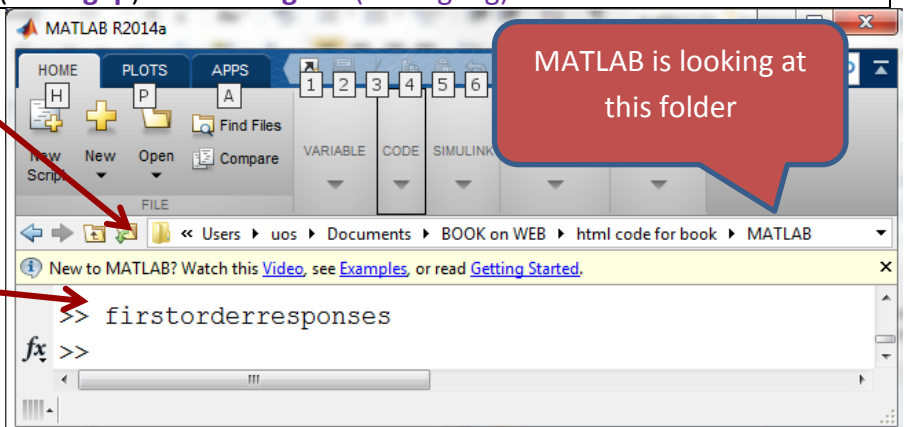 MATLAB R2014a
MATLAB is looking at
this folder
HOME PLOTS APPS
H P A 1 2 3 4 5 6
Find Files
New New Open Compare VARIABLE CODE SIMULINK
Script
FILE
« Users ▸ uos ▸ Documents ▸ BOOK on WEB ▸ html code for book ▸ MATLAB
New to MATLAB? Watch this Video, see Examples, or read Getting Started.
>> firstorderresponses
fx >>